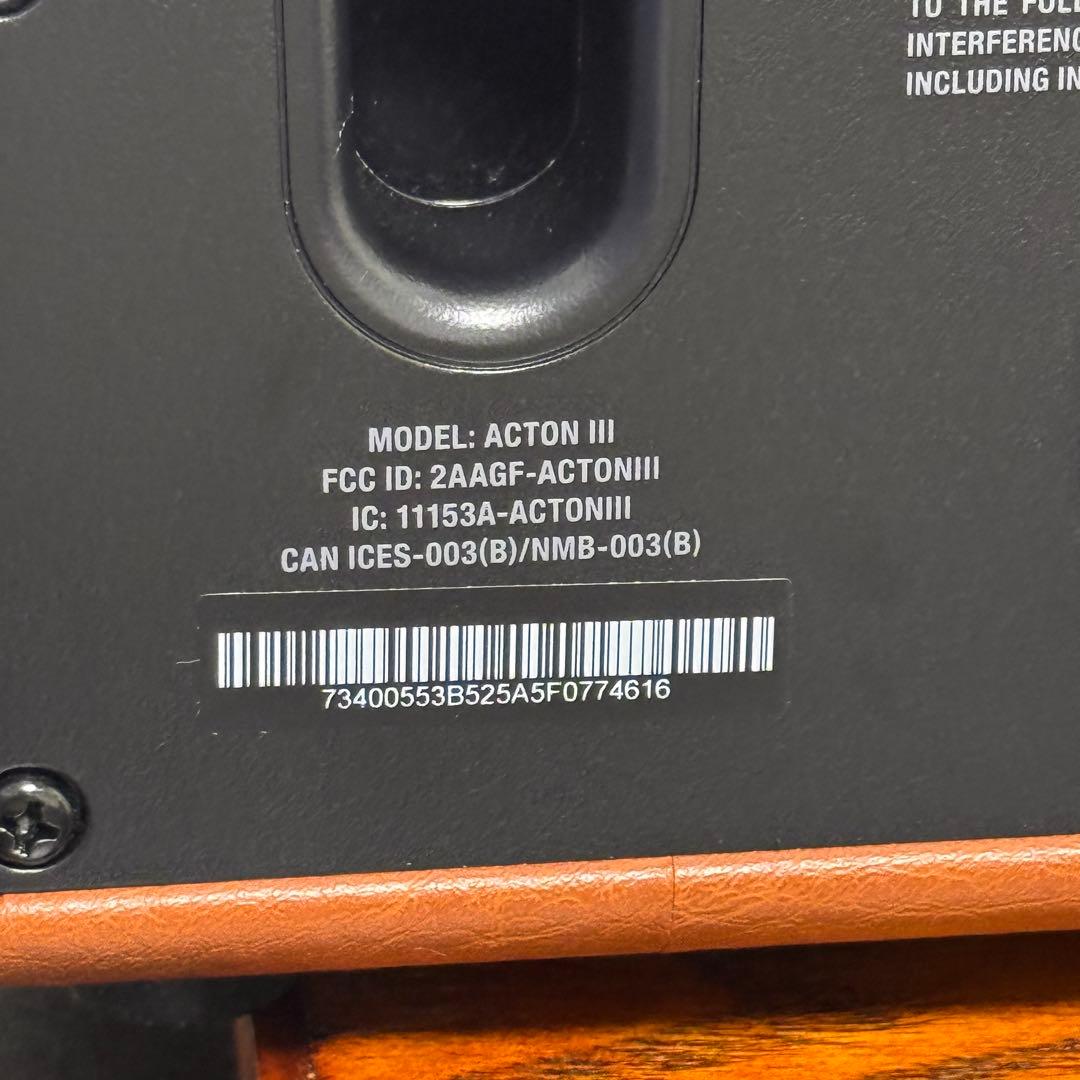 TO THE
INTERFERENC
INCLUDING IN
MODEL: ACTON III
FCC ID: 2AAGF-ACTONIII
IC: 11153A-ACTONIII
CAN ICES-003(B)/NMB-003(B)
73400553B525A5F0774616